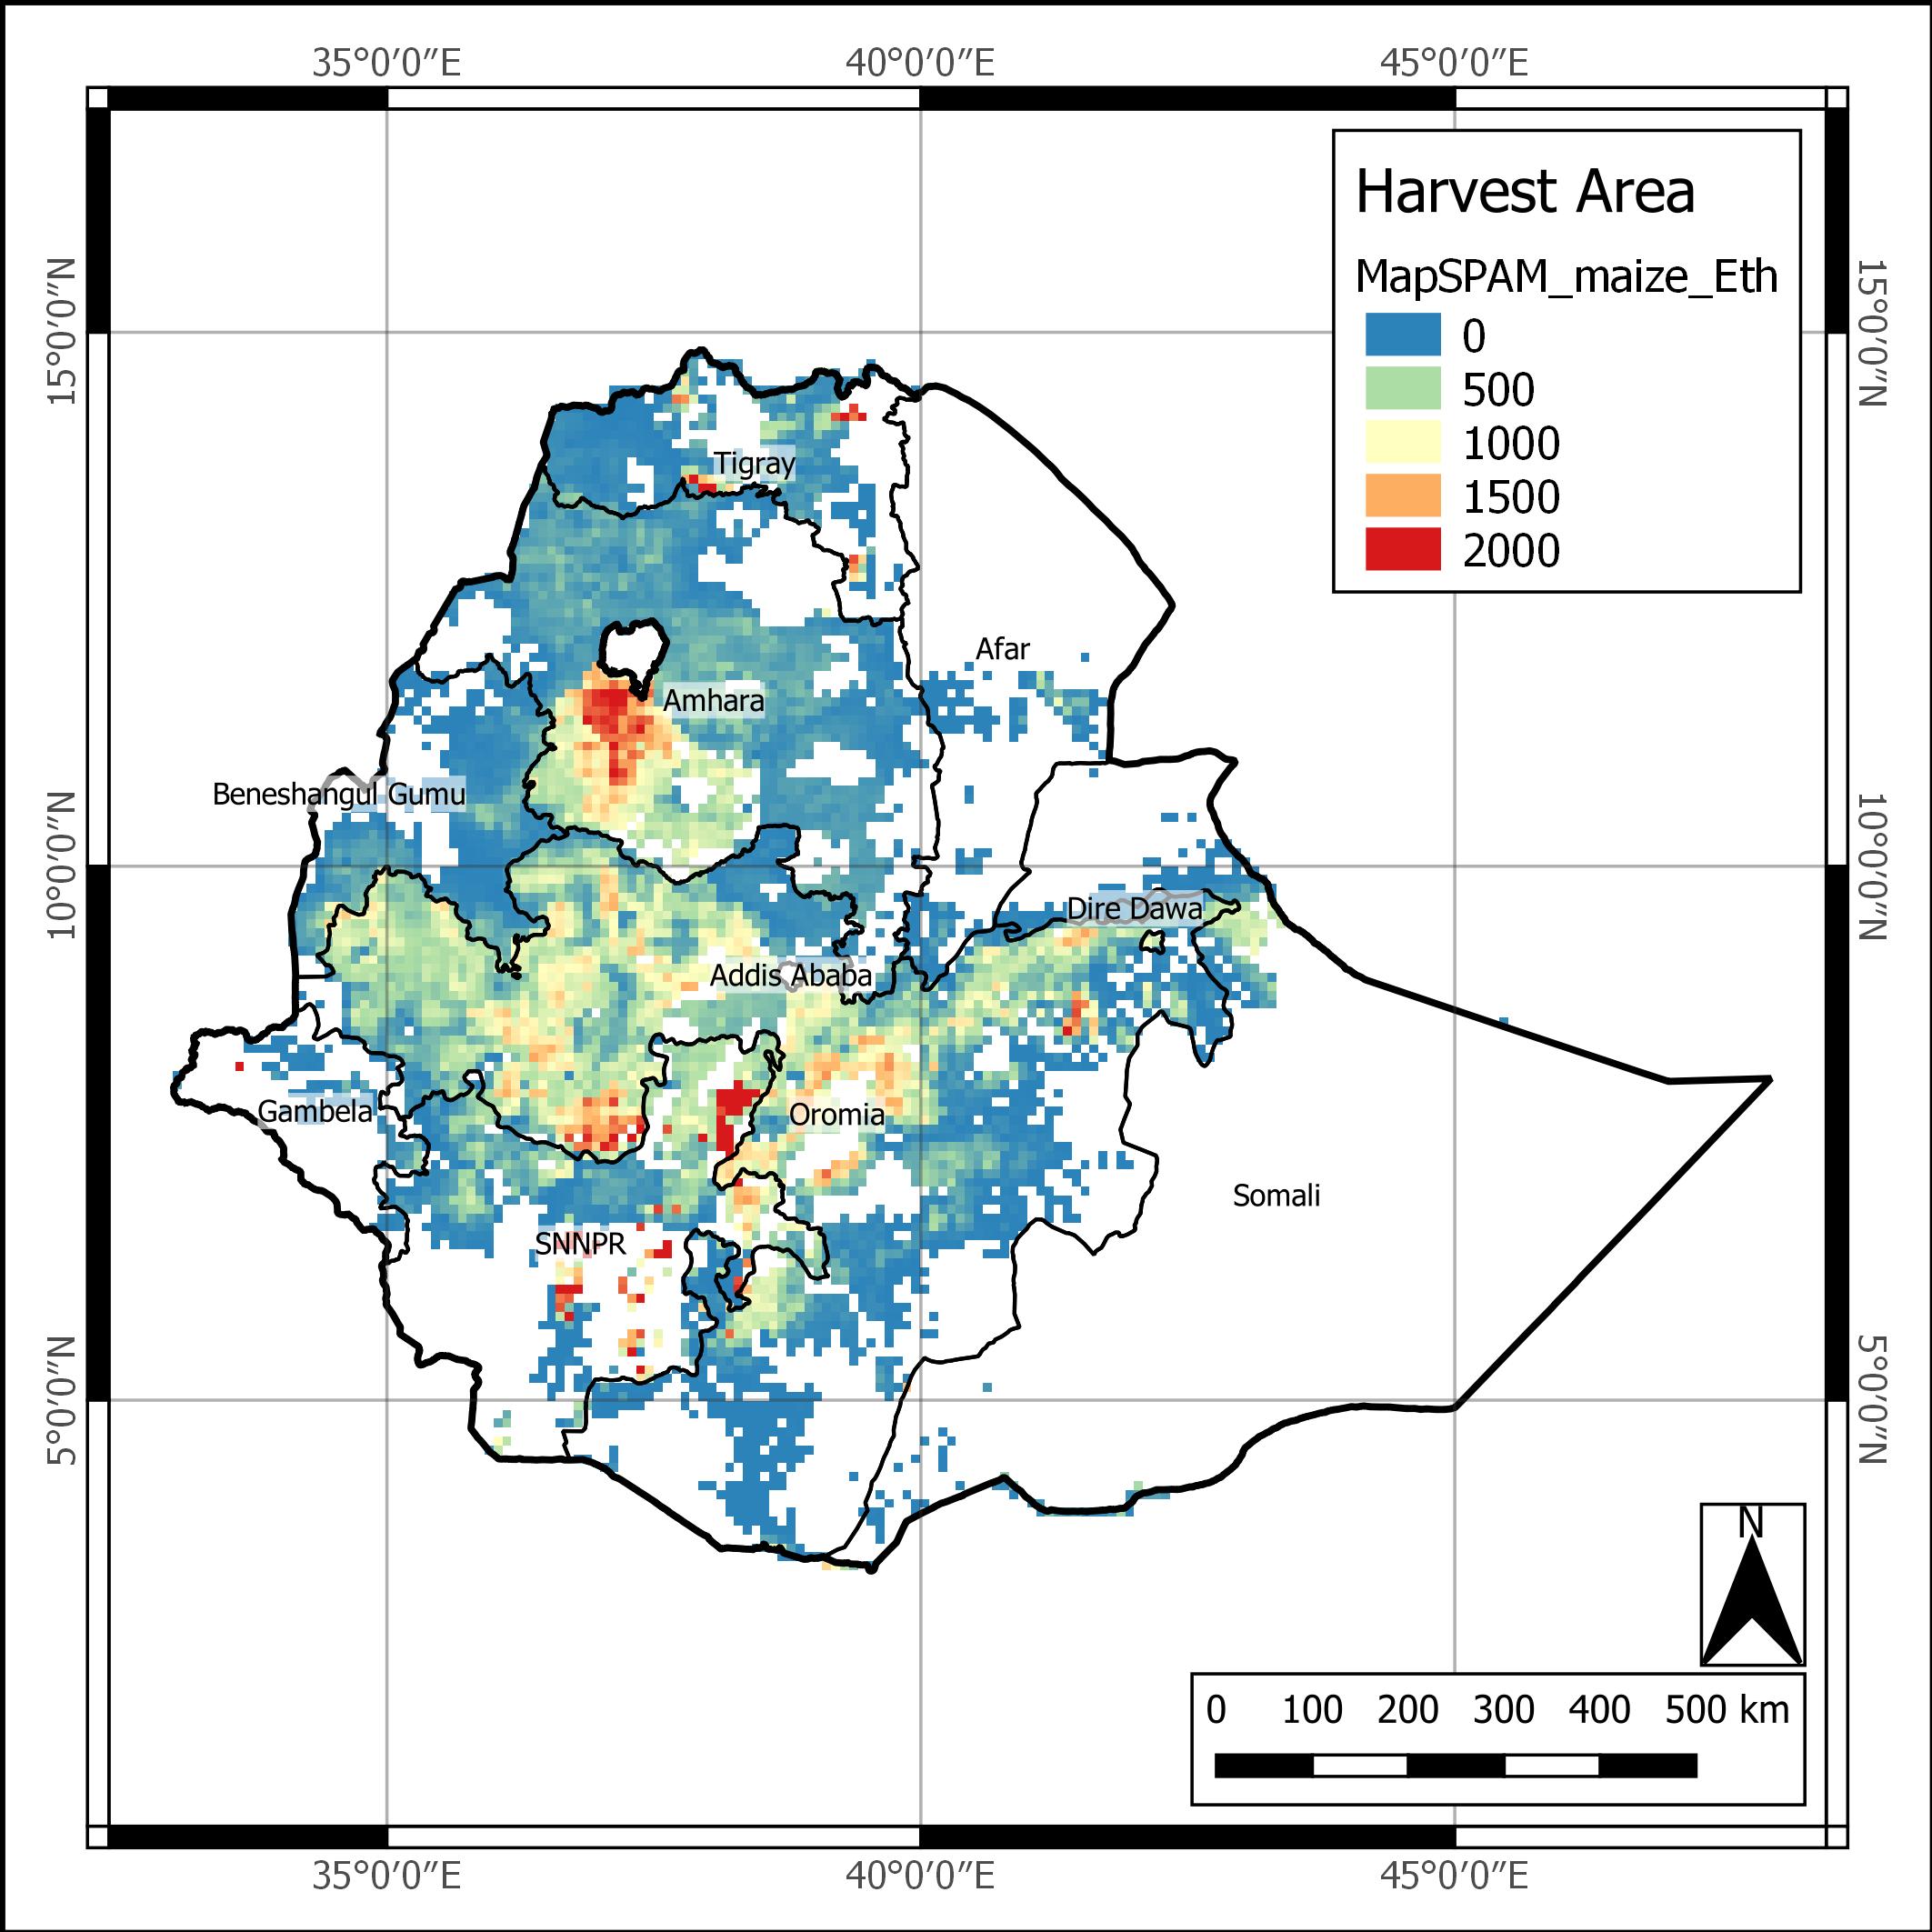 35°0′0″E 40°0′0″E 45°0′0″E
15°0′0″N
10°0′0″N
5°0′0″N
Harvest Area
MapSPAM_maize_Eth
0
500
1000
1500
2000
15°0′0″N
10°0′0″N
5°0′0″N
Tigray
Afar
Amhara
Beneshangul Gumu
Dire Dawa
Addis Ababa
Gambela
Oromia
Somali
SNNPR
N
0 100 200 300 400 500 km
35°0′0″E 40°0′0″E 45°0′0″E